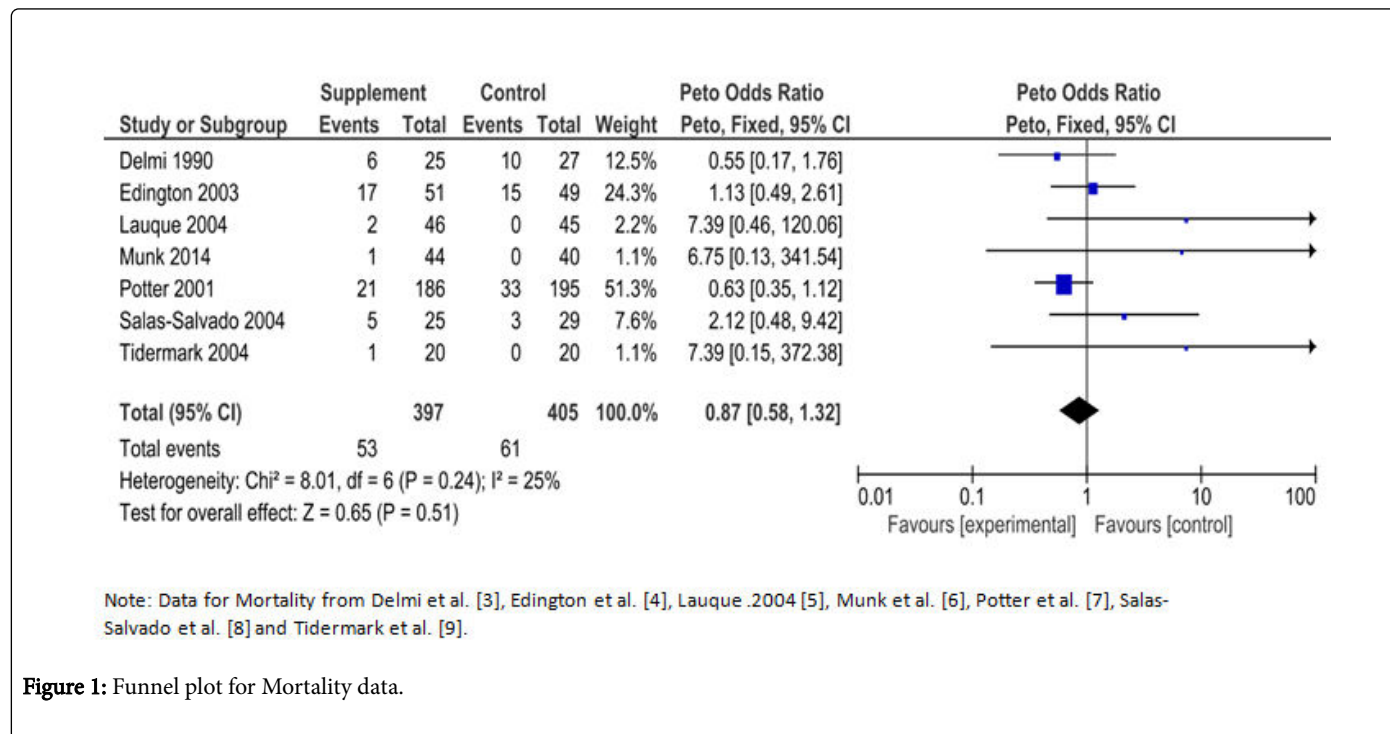 Supplement Control Peto Odds Ratio Peto Odds Ratio
Study or Subgroup Events Total Events Total Weight Peto, Fixed, 95% CI Peto, Fixed, 95% CI
Delmi 1990 6 25 10 27 12.5% 0.55 [0.17, 1.76]
Edington 2003 17 51 15 49 24.3% 1.13 [0.49, 2.61]
Lauque 2004 2 46 0 45 2.2% 7.39 [0.46, 120.06]
Munk 2014 1 44 0 40 1.1% 6.75 [0.13, 341.54]
Potter 2001 21 186 33 195 51.3% 0.63 [0.35, 1.12]
Salas-Salvado 2004 5 25 3 29 7.6% 2.12 [0.48, 9.42]
Tidermark 2004 1 20 0 20 1.1% 7.39 [0.15, 372.38]
Total (95% CI) 397 405 100.0% 0.87 [0.58, 1.32]
Total events 53 61
Heterogeneity: Chi² = 8.01, df = 6 (P = 0.24); I² = 25%
Test for overall effect: Z = 0.65 (P = 0.51)
0.01 0.1 1 10 100
Favours [experimental] Favours [control]
Note: Data for Mortality from Delmi et al. [3], Edington et al. [4], Lauque .2004 [5], Munk et al. [6], Potter et al. [7], Salas-
Salvado et al. [8] and Tidermark et al. [9].
Figure 1: Funnel plot for Mortality data.